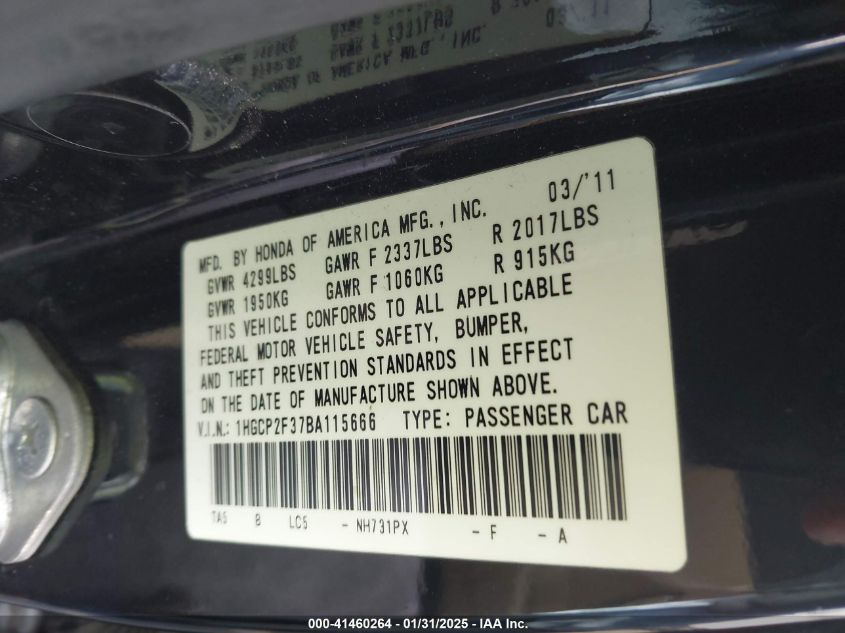 MFD. BY HONDA OF AMERICA MFG., INC. 03/'11
GVWR 4299LBS GAWR F 2337LBS R 2017LBS
GVWR 1950KG GAWR F 1060KG R 915KG
THIS VEHICLE CONFORMS TO ALL APPLICABLE
FEDERAL MOTOR VEHICLE SAFETY, BUMPER,
AND THEFT PREVENTION STANDARDS IN EFFECT
ON THE DATE OF MANUFACTURE SHOWN ABOVE.
V.I.N.: 1HGCP2F37BA115666 TYPE: PASSENGER CAR
TA5 B LC5 - NH731PX - F - A
000-41460264 - 01/31/2025 - IAA Inc.